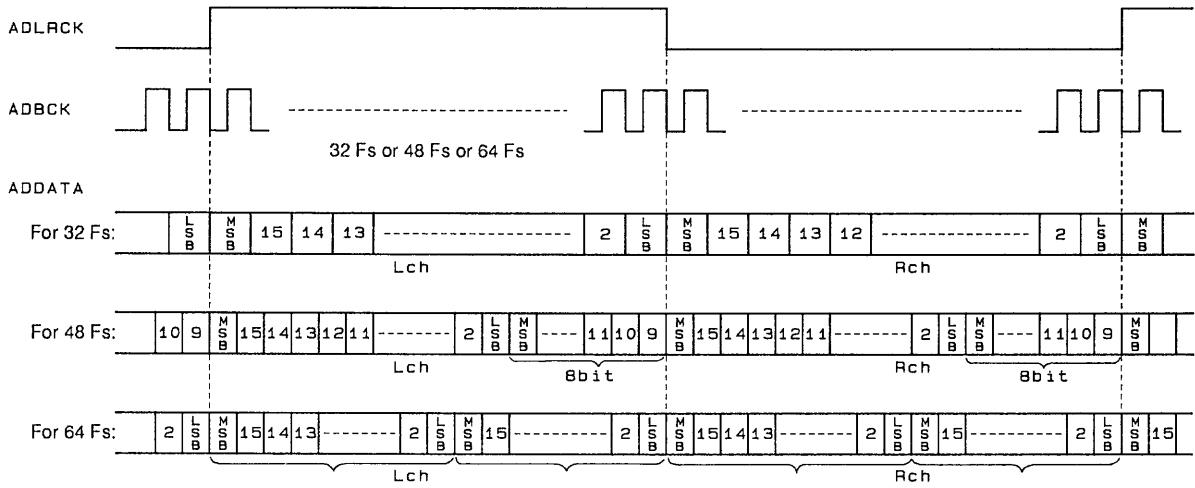 ADLRCK
ADBCK
32 Fs or 48 Fs or 64 Fs
ADDATA
For 32 Fs: LSB MSB 15 14 13 2 LSB MSB 15 14 13 12 2 LSB MSB
Lch Rch
For 48 Fs: 10 9 MSB 15 14 13 12 11 2 LSB MSB 11 10 9 MSB 15 14 13 12 11 2 LSB MSB 11 10 9 MSB
Lch 8bit Rch 8bit
For 64 Fs: 2 LSB MSB 15 14 13 2 LSB MSB 15 2 LSB MSB 15 14 13 2 LSB MSB 15 2 LSB MSB 15
Lch Rch